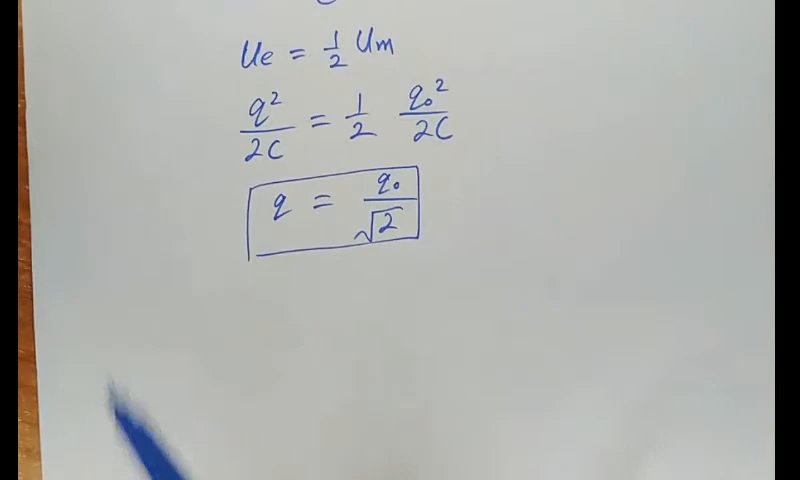 Ue = 1/2 Um
q²/2C = 1/2 q₀²/2C
q = q₀/√2